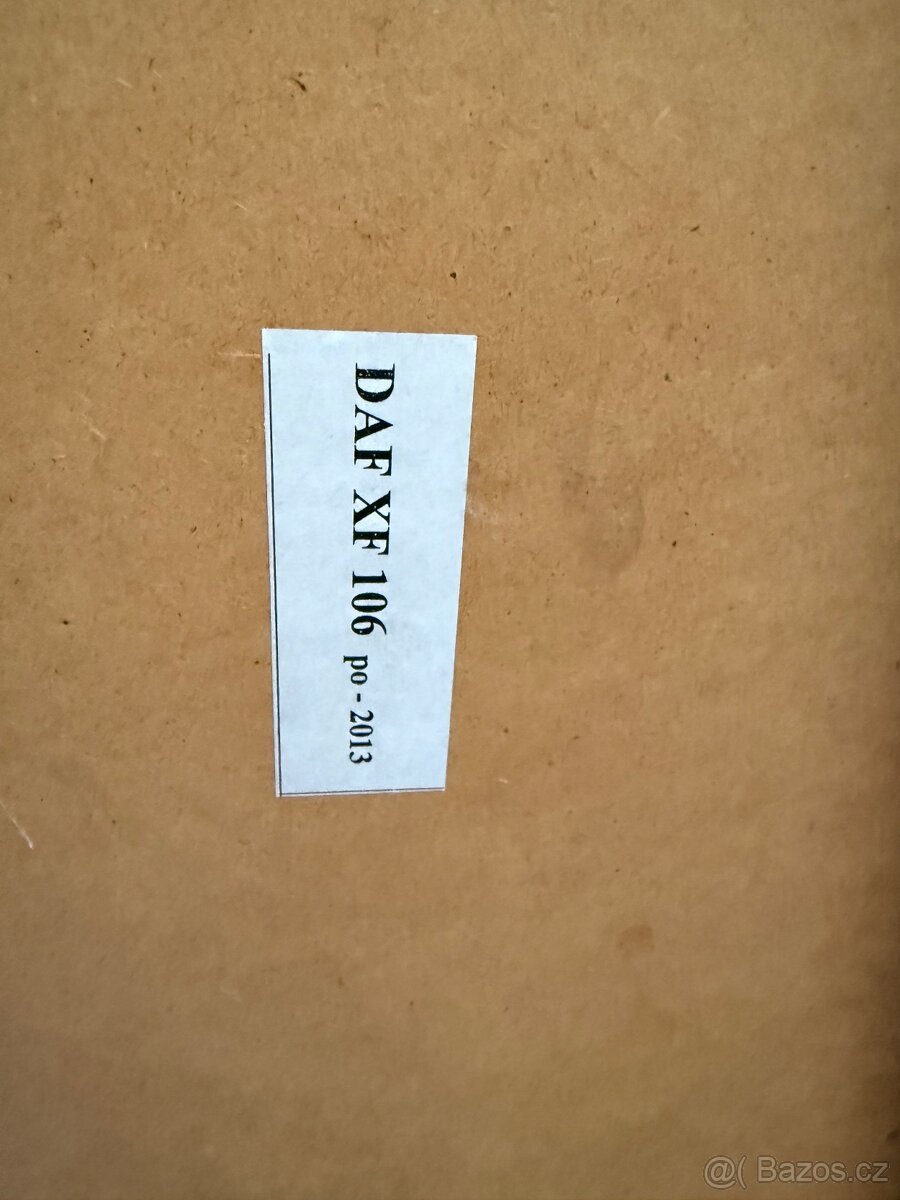 DAF XF 106 po - 2013
@( Bazos.cz